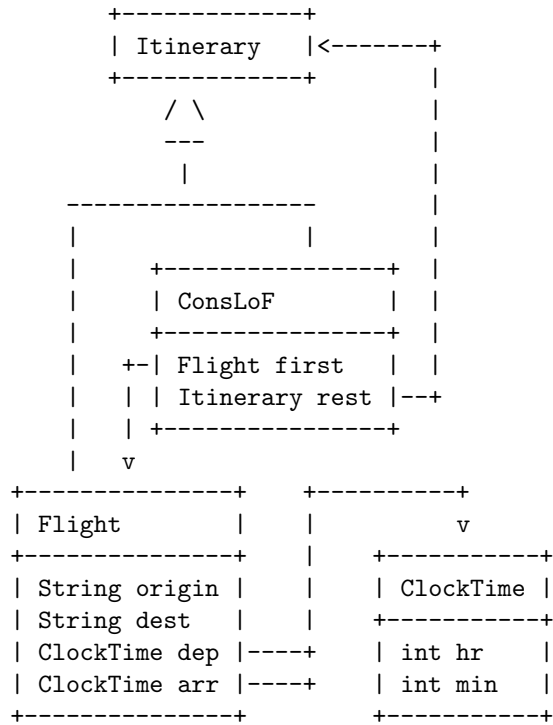 Itinerary
ConsLoF
Flight first
Itinerary rest
v
Flight
v
String origin
ClockTime
String dest
ClockTime dep
int hr
ClockTime arr
int min